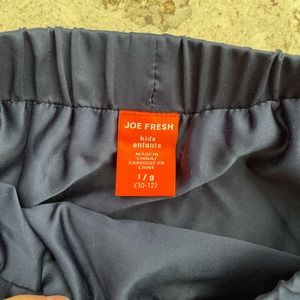 JOE FRESH
kids
enfants
MADE IN
CHINA/
FABRIQUÉ EN
CHINE
l / g
(10-12)